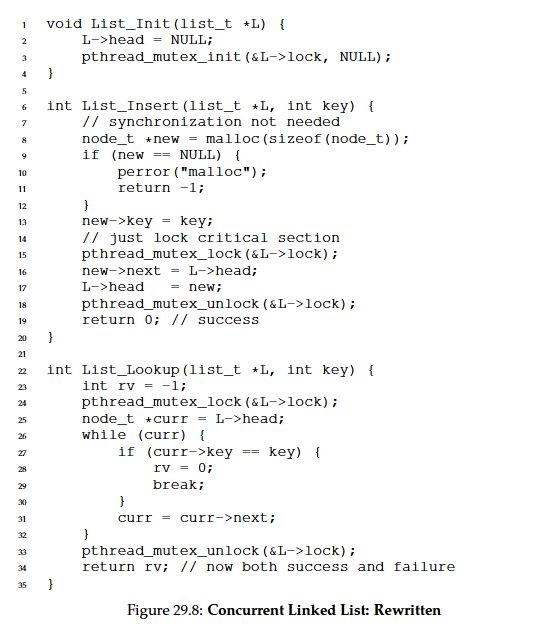 1 void List_Init(list_t *L) {
2     L->head = NULL;
3     pthread_mutex_init(&L->lock, NULL);
4 }
5
6 int List_Insert(list_t *L, int key) {
7     // synchronization not needed
8     node_t *new = malloc(sizeof(node_t));
9     if (new == NULL) {
10         perror("malloc");
11         return -1;
12     }
13     new->key = key;
14     // just lock critical section
15     pthread_mutex_lock(&L->lock);
16     new->next = L->head;
17     L->head   = new;
18     pthread_mutex_unlock(&L->lock);
19     return 0; // success
20 }
21
22 int List_Lookup(list_t *L, int key) {
23     int rv = -1;
24     pthread_mutex_lock(&L->lock);
25     node_t *curr = L->head;
26     while (curr) {
27         if (curr->key == key) {
28             rv = 0;
29             break;
30         }
31         curr = curr->next;
32     }
33     pthread_mutex_unlock(&L->lock);
34     return rv; // now both success and failure
35 }
Figure 29.8: Concurrent Linked List: Rewritten